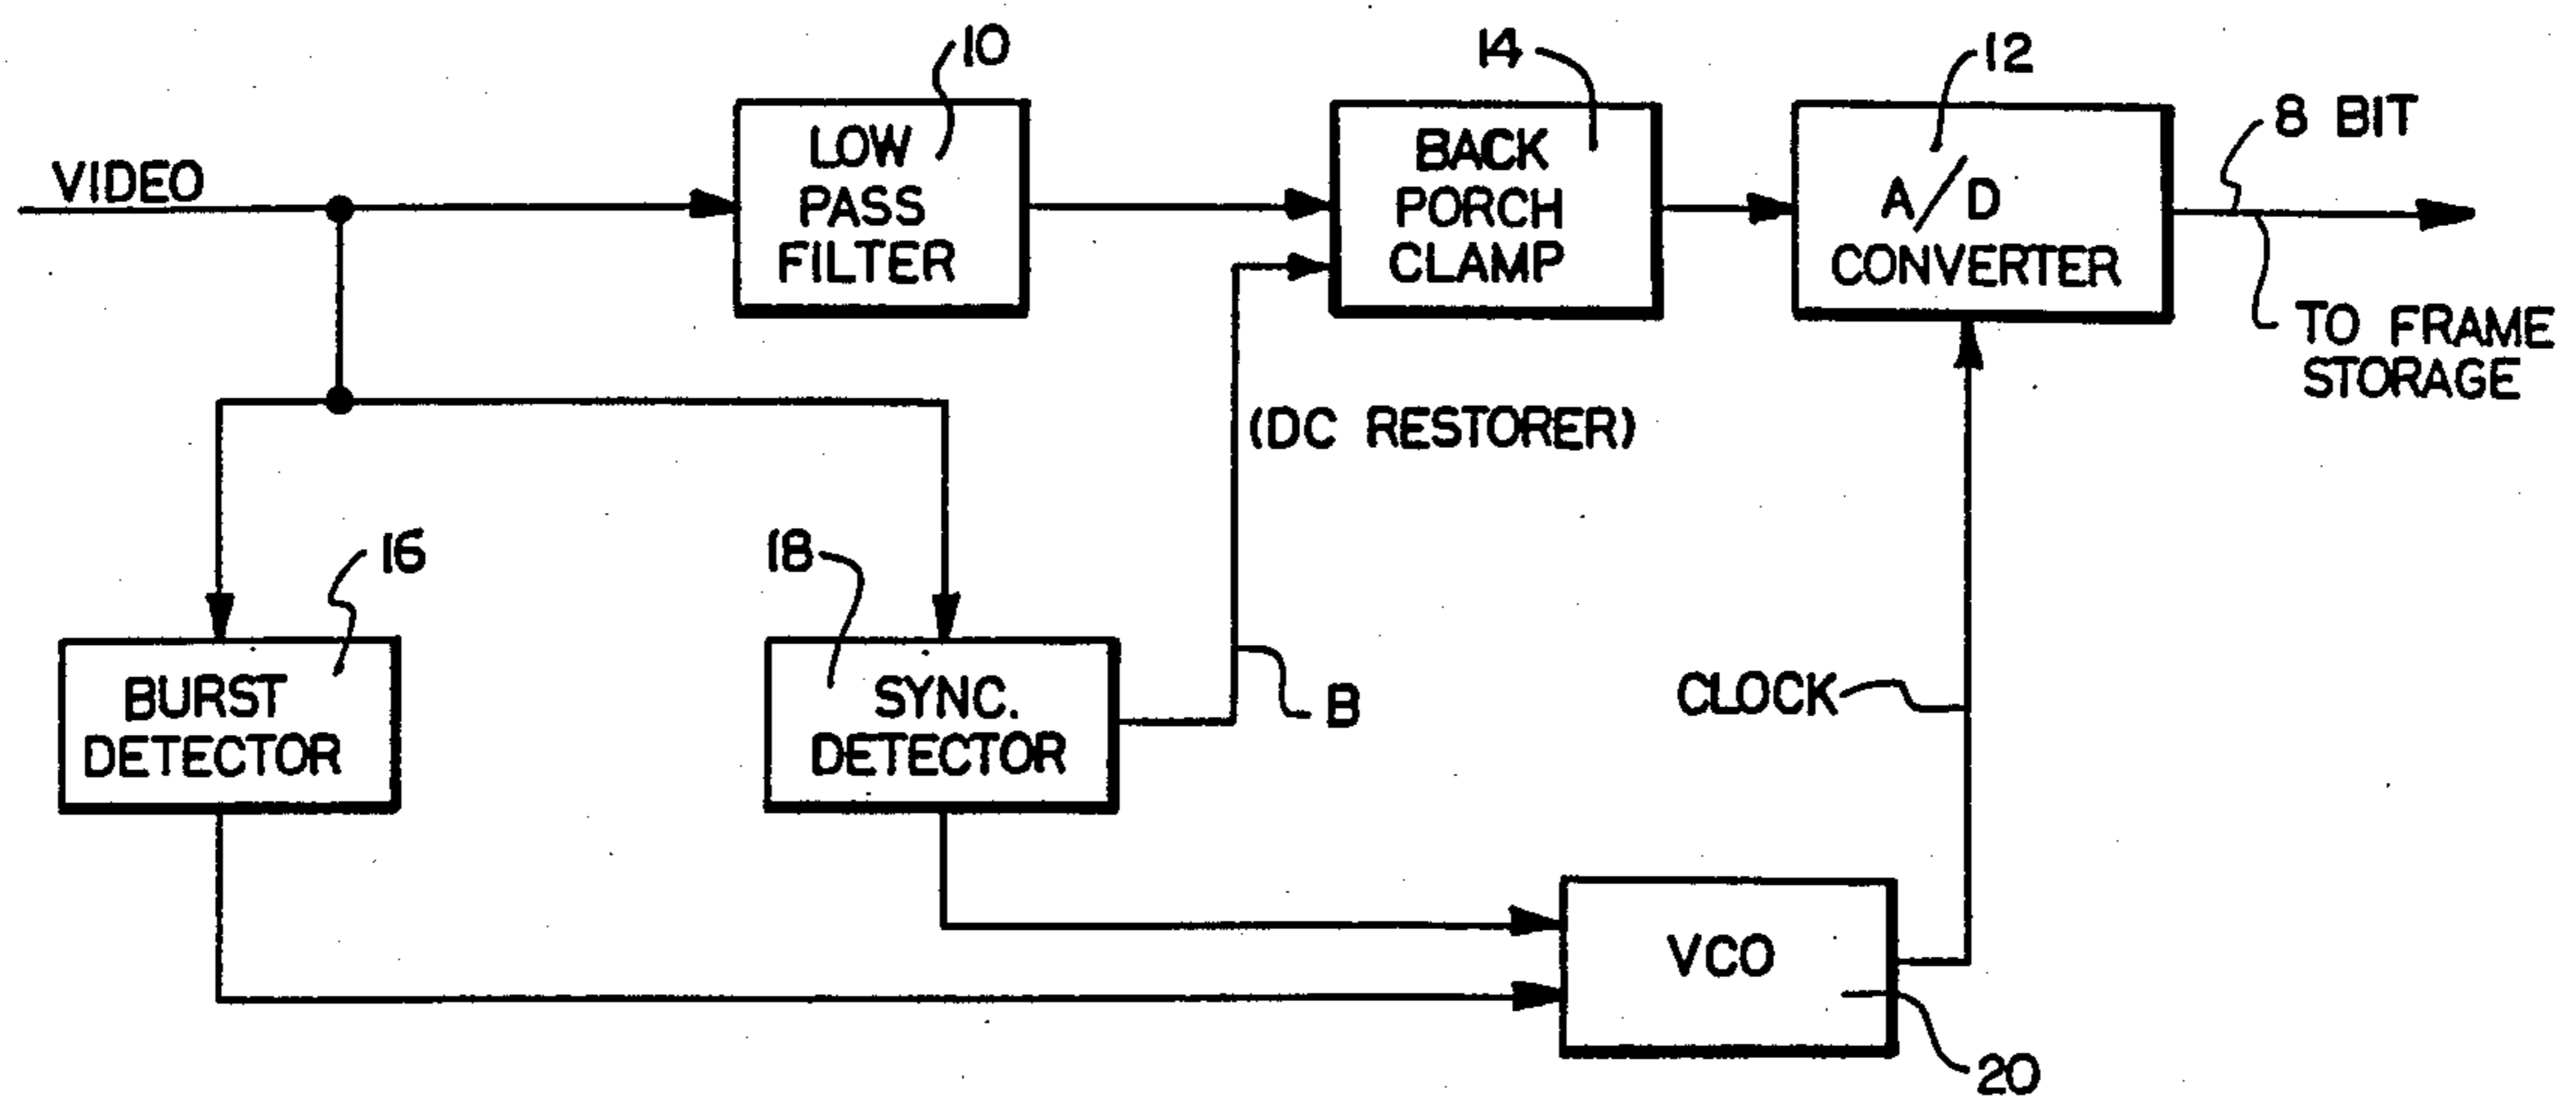 10
14
12
8 BIT
VIDEO
LOW
PASS
FILTER
BACK
PORCH
CLAMP
A/D
CONVERTER
TO FRAME
STORAGE
(DC RESTORER)
16
18
BURST
DETECTOR
SYNC.
DETECTOR
B
CLOCK
VCO
20